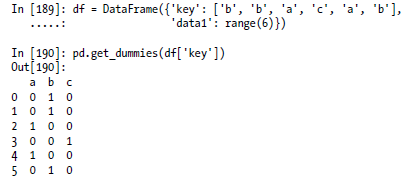 In [189]: df = DataFrame({'key': ['b', 'b', 'a', 'c', 'a', 'b'],
.....: 'data1': range(6)})
In [190]: pd.get_dummies(df['key'])
Out[190]:
a b c
0 0 1 0
1 0 1 0
2 1 0 0
3 0 0 1
4 1 0 0
5 0 1 0